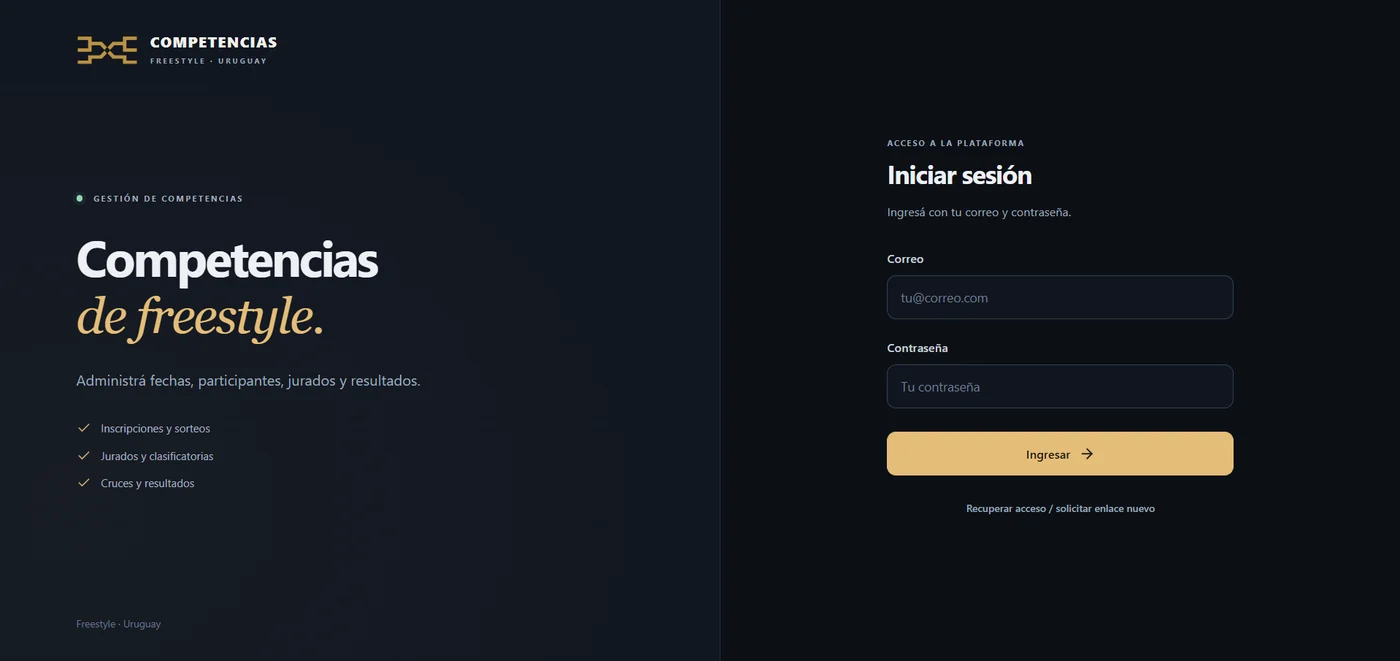 COMPETENCIAS
FREESTYLE · URUGUAY
GESTIÓN DE COMPETENCIAS
Competencias
de freestyle.
Administrá fechas, participantes, jurados y resultados.
Inscripciones y sorteos
Jurados y clasificatorias
Cruces y resultados
Freestyle · Uruguay
ACCESO A LA PLATAFORMA
Iniciar sesión
Ingresá con tu correo y contraseña.
Correo
tu@correo.com
Contraseña
Tu contraseña
Ingresar →
Recuperar acceso / solicitar enlace nuevo